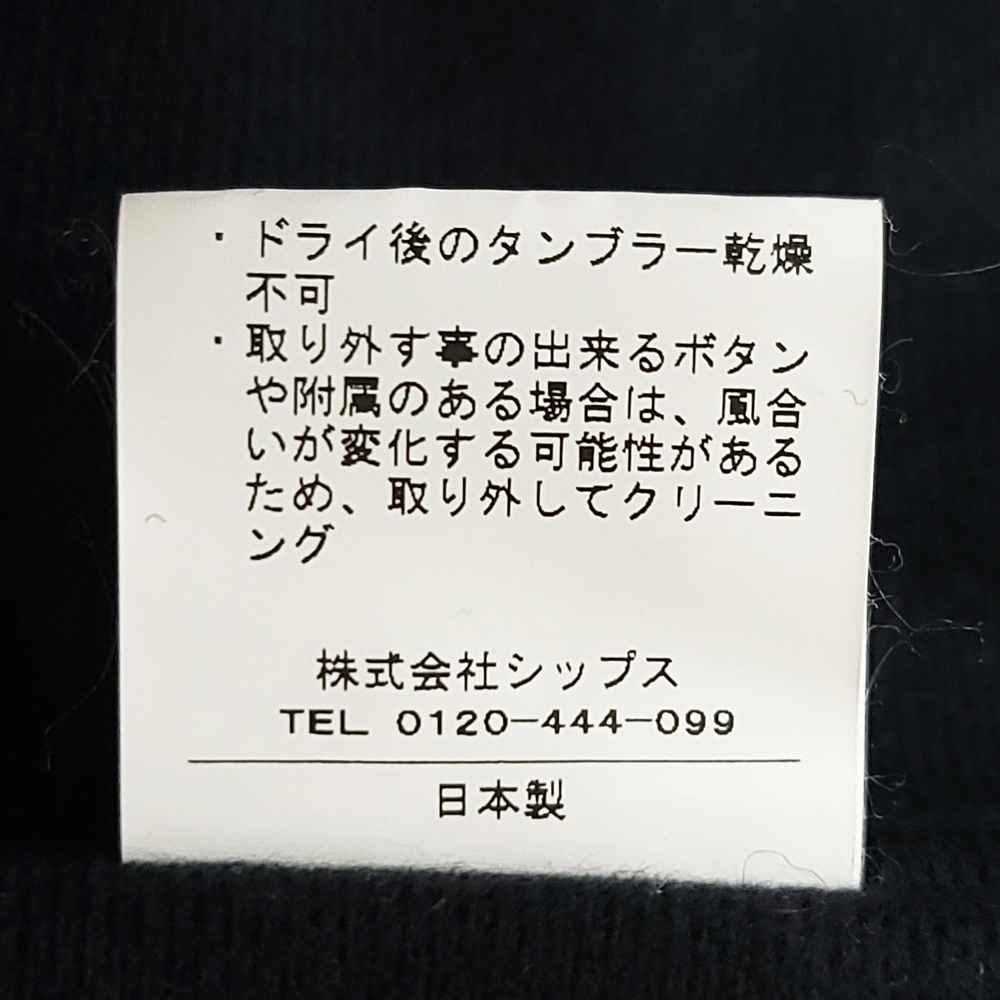 ・ドライ後のタンブラー乾燥
不可
・取り外す事の出来るボタン
や附属のある場合は、風合
いが変化する可能性がある
ため、取り外してクリーニ
ング
株式会社シップス
TEL 0120-444-099
日本製